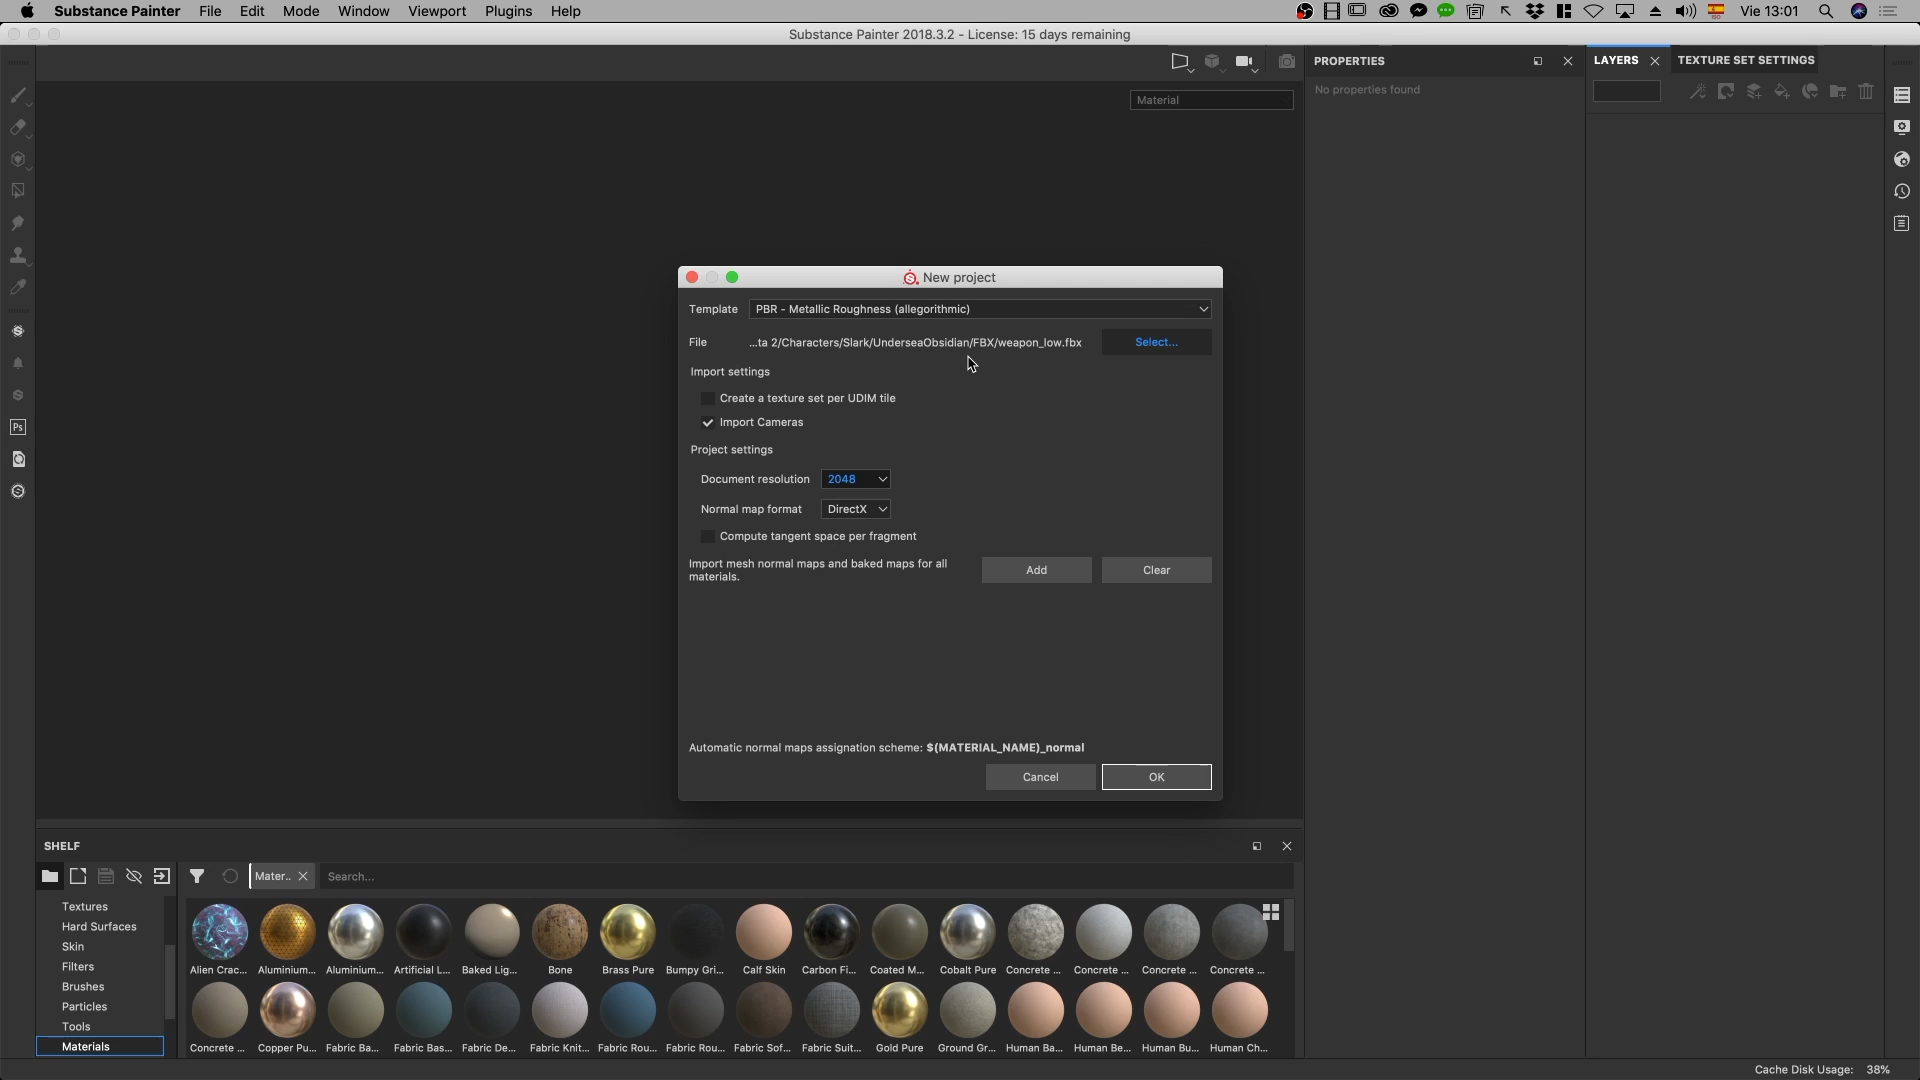 Substance Painter File Edit Mode Window Viewport Plugins Help Vie 13:01
Substance Painter 2018.3.2 - License: 15 days remaining
Material
PROPERTIES
No properties found
LAYERS
TEXTURE SET SETTINGS
Ps
New project
Template PBR - Metallic Roughness (allegorithmic)
File ...ta 2/Characters/Slark/UnderseaObsidian/FBX/weapon_low.fbx Select...
Import settings
Create a texture set per UDIM tile
Import Cameras
Project settings
Document resolution 2048
Normal map format DirectX
Compute tangent space per fragment
Import mesh normal maps and baked maps for all
materials.
Add Clear
Automatic normal maps assignation scheme: $(MATERIAL_NAME)_normal
Cancel OK
SHELF
Mater.. Search...
Textures
Hard Surfaces
Skin
Filters
Brushes
Particles
Tools
Materials
Alien Crac... Aluminium... Aluminium... Artificial L... Baked Lig... Bone Brass Pure Bumpy Gri... Calf Skin Carbon Fi... Coated M... Cobalt Pure Concrete ... Concrete ... Concrete ... Concrete ...
Concrete ... Copper Pu... Fabric Ba... Fabric Bas... Fabric De... Fabric Knit... Fabric Rou... Fabric Rou... Fabric Sof... Fabric Suit... Gold Pure Ground Gr... Human Ba... Human Be... Human Bu... Human Ch...
Cache Disk Usage: 38%